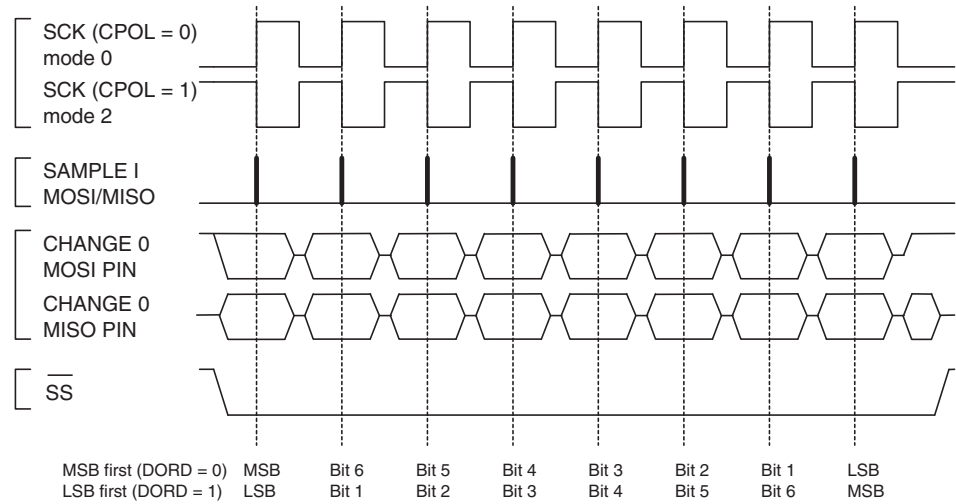 SCK (CPOL = 0)
mode 0
SCK (CPOL = 1)
mode 2
SAMPLE I
MOSI/MISO
CHANGE 0
MOSI PIN
CHANGE 0
MISO PIN
SS
MSB first (DORD = 0) MSB Bit 6 Bit 5 Bit 4 Bit 3 Bit 2 Bit 1 LSB
LSB first (DORD = 1) LSB Bit 1 Bit 2 Bit 3 Bit 4 Bit 5 Bit 6 MSB